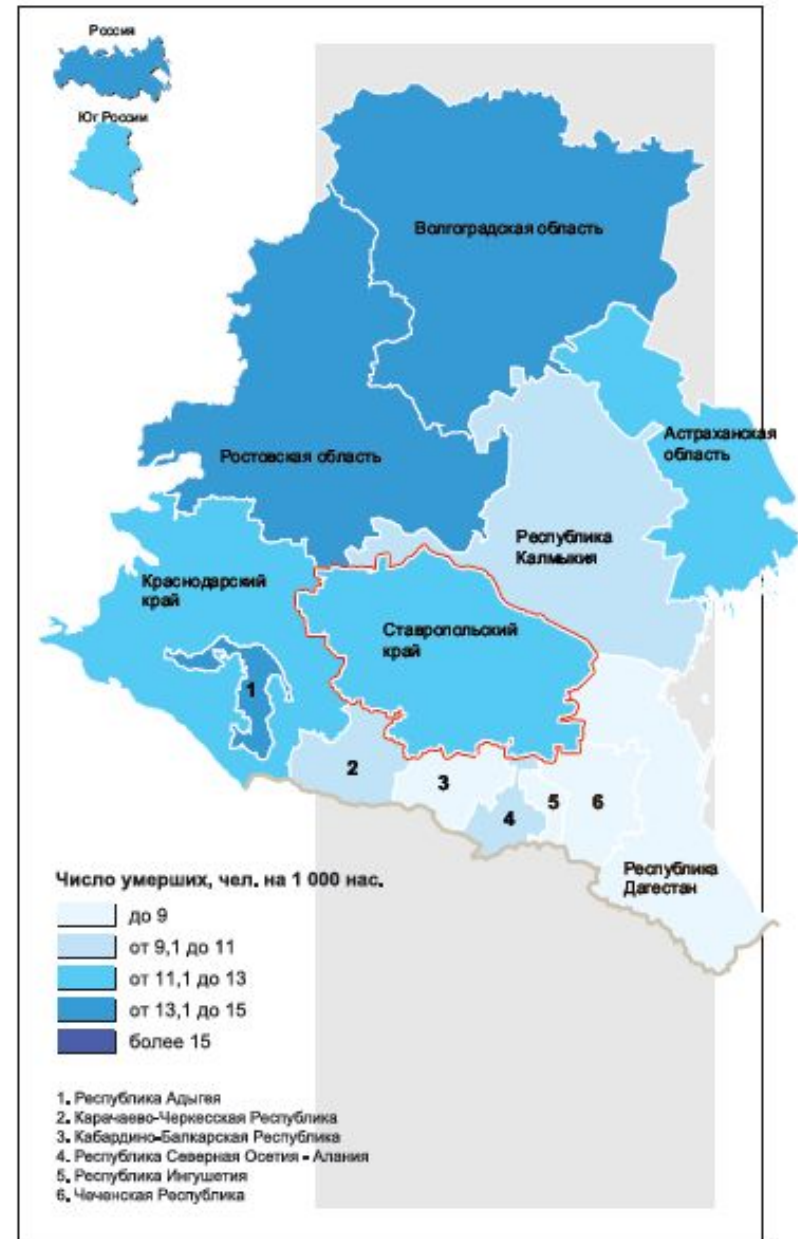 Россия
Юг России
Волгоградская область
Ростовская область
Астраханская
область
Республика
Калмыкия
Краснодарский
край
Ставропольский
край
1
2
3
4
5
6
Республика
Дагестан
Число умерших, чел. на 1 000 нас.
до 9
от 9,1 до 11
от 11,1 до 13
от 13,1 до 15
более 15
1. Республика Адыгея
2. Карачаево-Черкесская Республика
3. Кабардино-Балкарская Республика
4. Республика Северная Осетия - Алания
5. Республика Ингушетия
6. Чеченская Республика